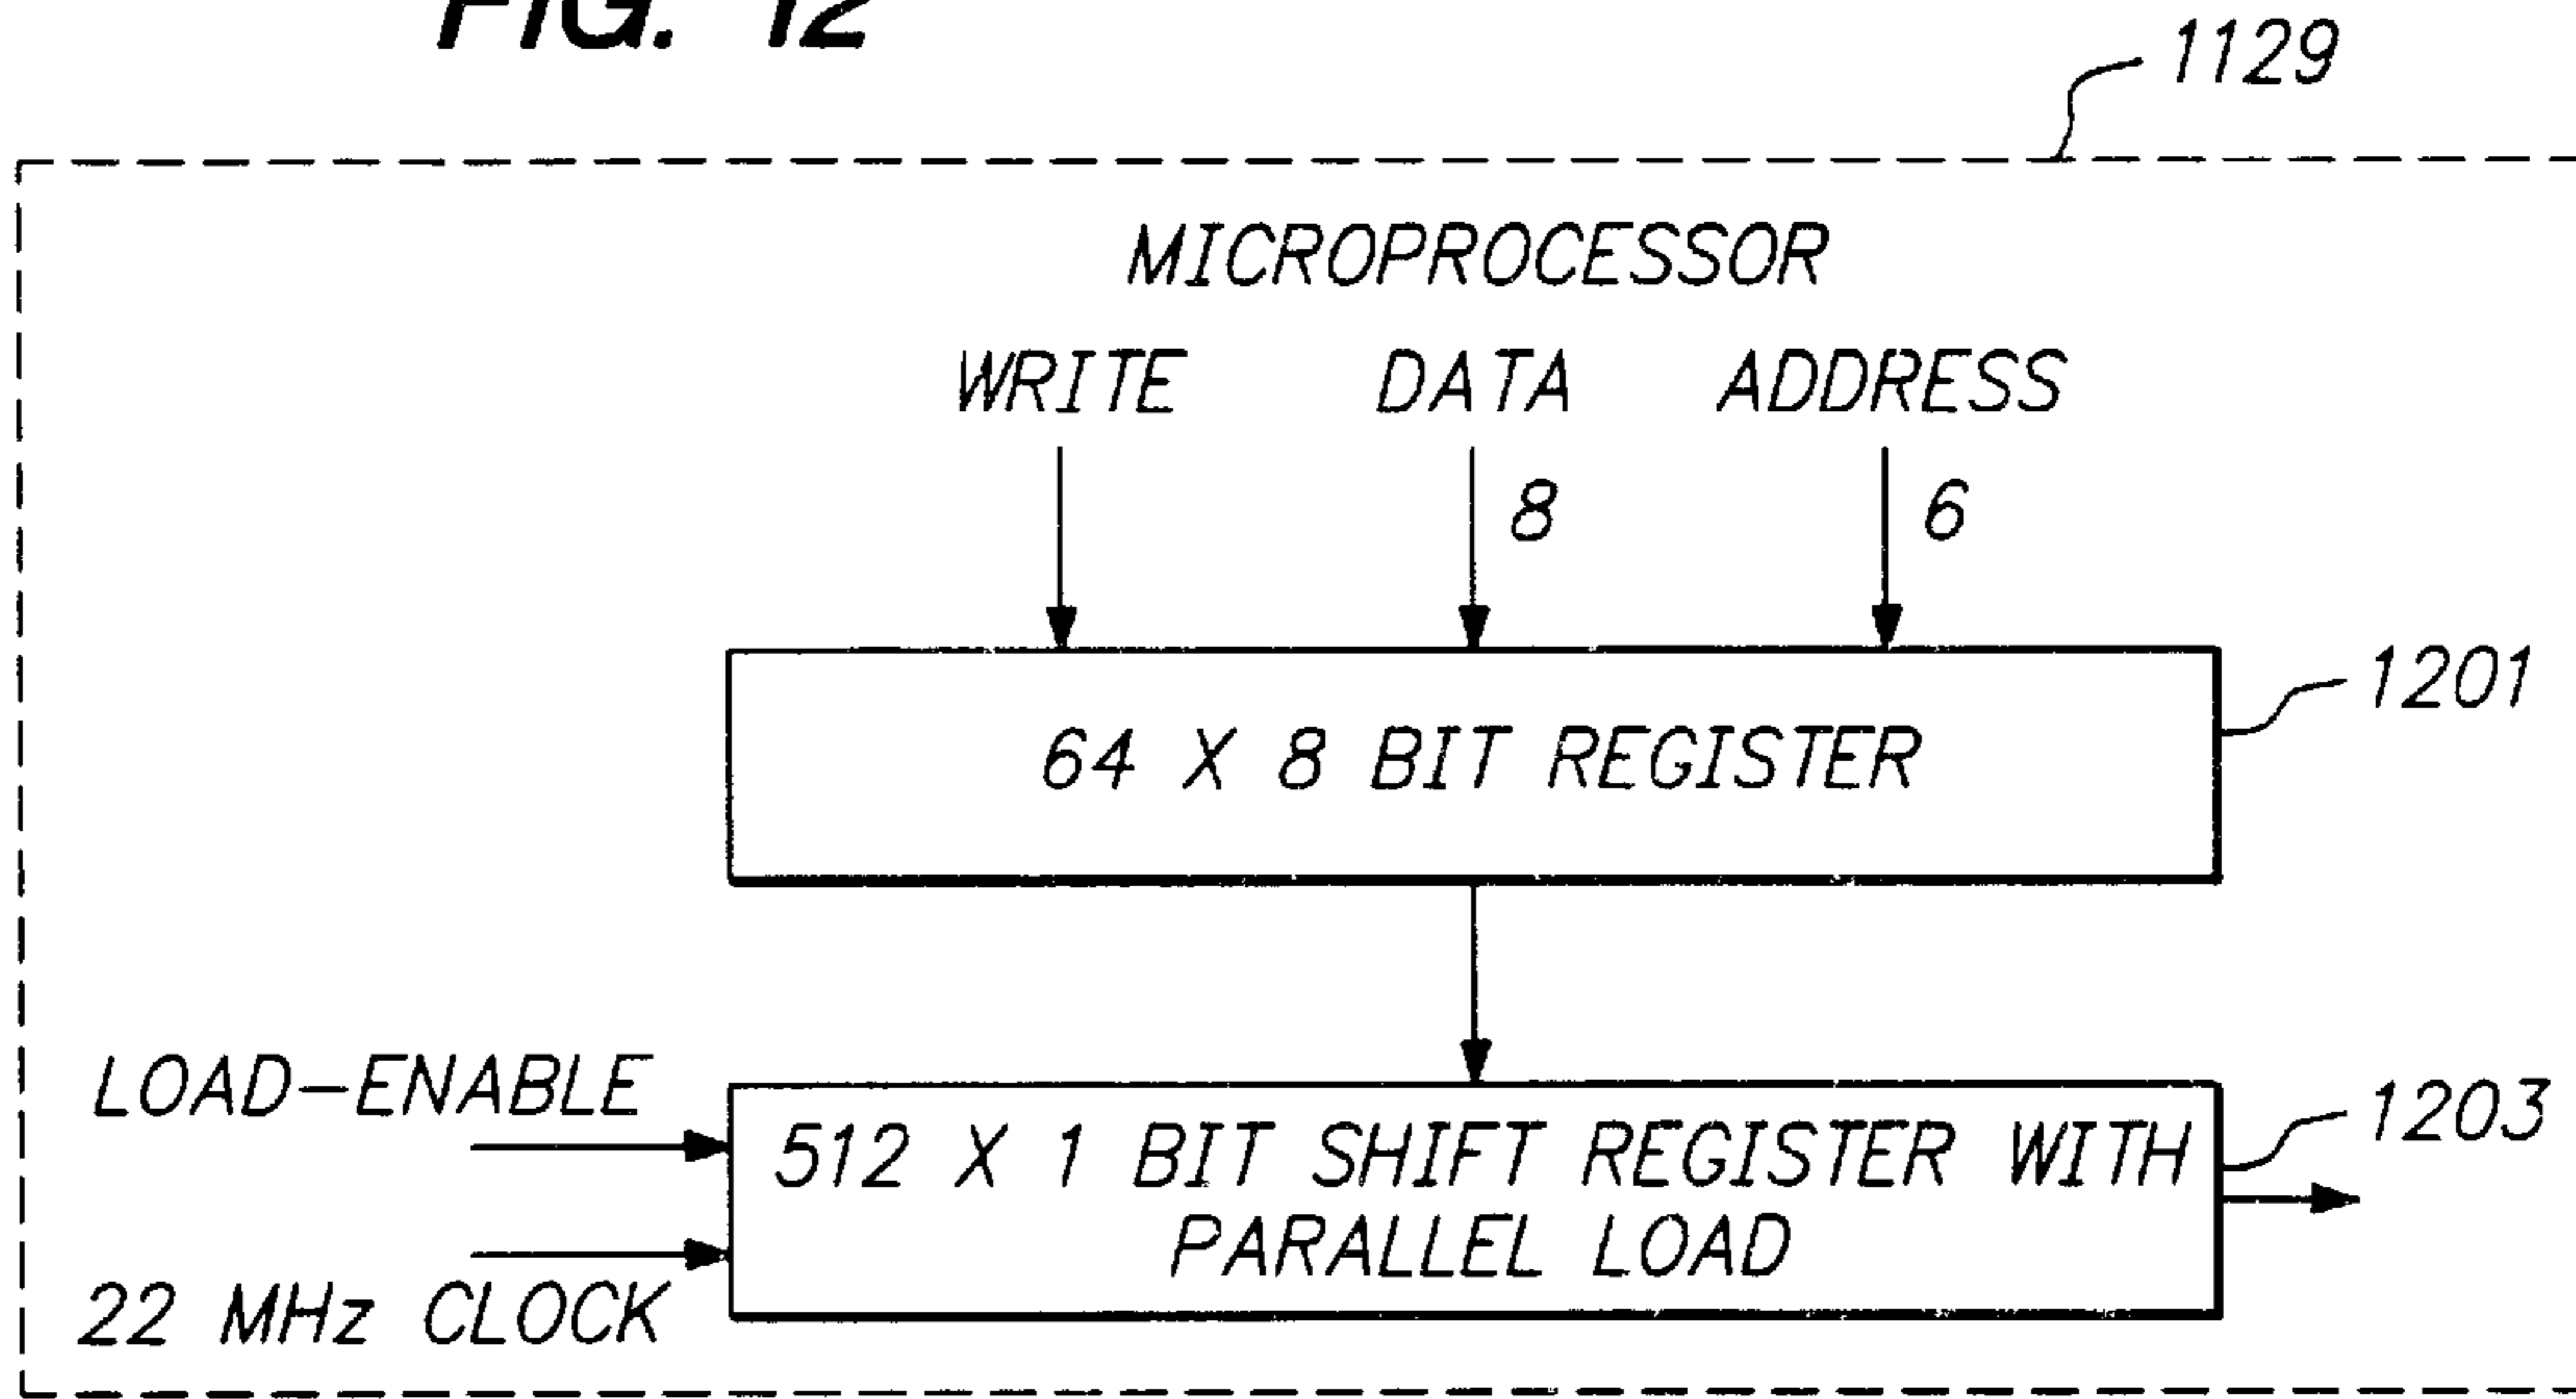 FIG. 12
1129
MICROPROCESSOR
WRITE DATA ADDRESS
8 6
1201
64 X 8 BIT REGISTER
LOAD-ENABLE
1203
512 X 1 BIT SHIFT REGISTER WITH
PARALLEL LOAD
22 MHz CLOCK